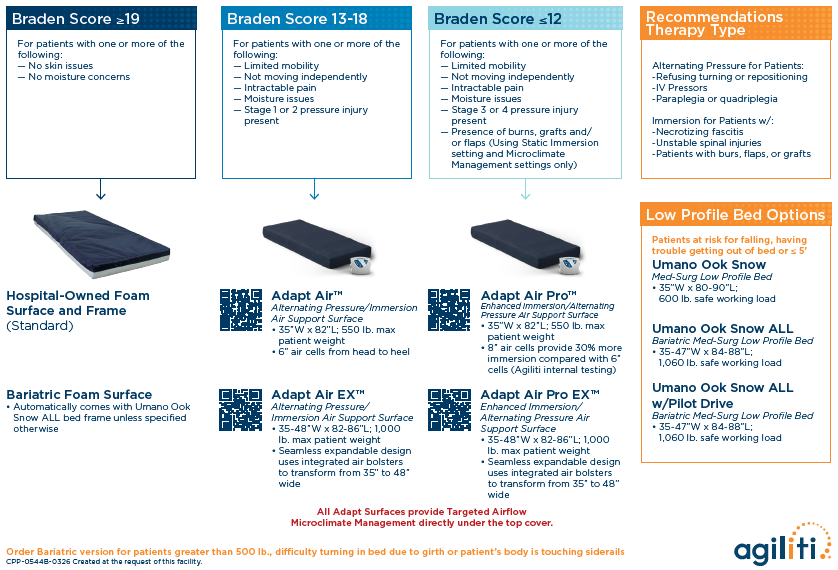 Braden Score ≥19
For patients with one or more of the
following:
— No skin issues
— No moisture concerns
Braden Score 13-18
For patients with one or more of the
following:
— Limited mobility
— Not moving independently
— Intractable pain
— Moisture issues
— Stage 1 or 2 pressure injury
present
Braden Score ≤12
For patients with one or more of the
following:
— Limited mobility
— Not moving independently
— Intractable pain
— Moisture issues
— Stage 3 or 4 pressure injury
present
— Presence of burns, grafts and/
or flaps (Using Static Immersion
setting and Microclimate
Management settings only)
Recommendations
Therapy Type
Alternating Pressure for Patients:
-Refusing turning or repositioning
-IV Pressors
-Paraplegia or quadriplegia
Immersion for Patients w/:
-Necrotizing fascitis
-Unstable spinal injuries
-Patients with burs, flaps, or grafts
Hospital-Owned Foam
Surface and Frame
(Standard)
Bariatric Foam Surface
• Automatically comes with Umano Ook
Snow ALL bed frame unless specified
otherwise
Adapt Air™
Alternating Pressure/Immersion
Air Support Surface
• 35"W x 82"L; 550 lb. max
patient weight
• 6" air cells from head to heel
Adapt Air EX™
Alternating Pressure/
Immersion Air Support Surface
• 35-48"W x 82-86"L; 1,000
lb. max patient weight
• Seamless expandable design
uses integrated air bolsters
to transform from 35" to 48"
wide
Adapt Air Pro™
Enhanced Immersion/Alternating
Pressure Air Support Surface
• 35"W x 82"L; 550 lb. max
patient weight
• 8" air cells provide 30% more
immersion compared with 6"
cells (Agiliti internal testing)
Adapt Air Pro EX™
Enhanced Immersion/
Alternating Pressure Air
Support Surface
• 35-48"W x 82-86"L; 1,000
lb. max patient weight
• Seamless expandable design
uses integrated air bolsters
to transform from 35" to 48"
wide
Low Profile Bed Options
Patients at risk for falling, having
trouble getting out of bed or ≤ 5'
Umano Ook Snow
Med-Surg Low Profile Bed
• 35"W x 80-90"L;
600 lb. safe working load
Umano Ook Snow ALL
Bariatric Med-Surg Low Profile Bed
• 35-47"W x 84-88"L;
1,060 lb. safe working load
Umano Ook Snow ALL
w/Pilot Drive
Bariatric Med-Surg Low Profile Bed
• 35-47"W x 84-88"L;
1,060 lb. safe working load
All Adapt Surfaces provide Targeted Airflow
Microclimate Management directly under the top cover.
Order Bariatric version for patients greater than 500 lb., difficulty turning in bed due to girth or patient's body is touching siderails
CPP-0544B-0326 Created at the request of this facility.
agiliti